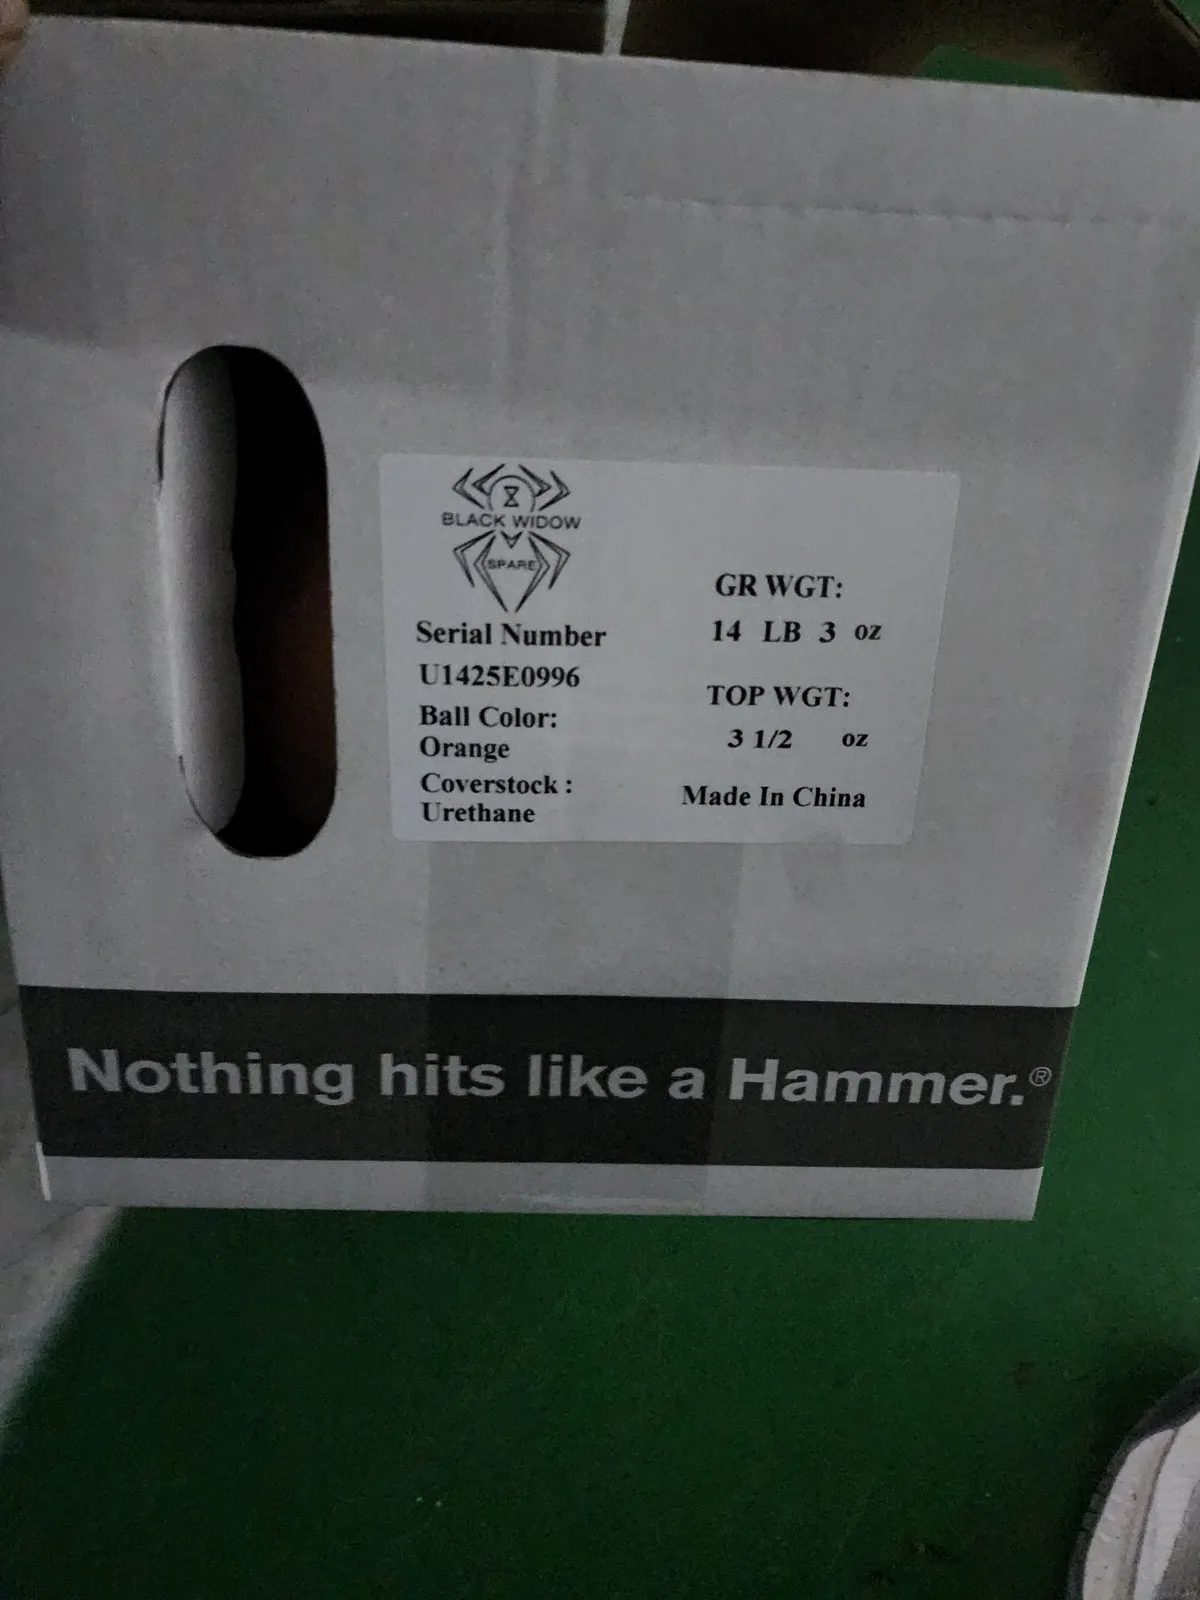 BLACK WIDOW
SPARE
Serial Number
U1425E0996
Ball Color:
Orange
Coverstock :
Urethane
GR WGT:
14 LB 3 oz
TOP WGT:
3 1/2 oz
Made In China
Nothing hits like a Hammer.®